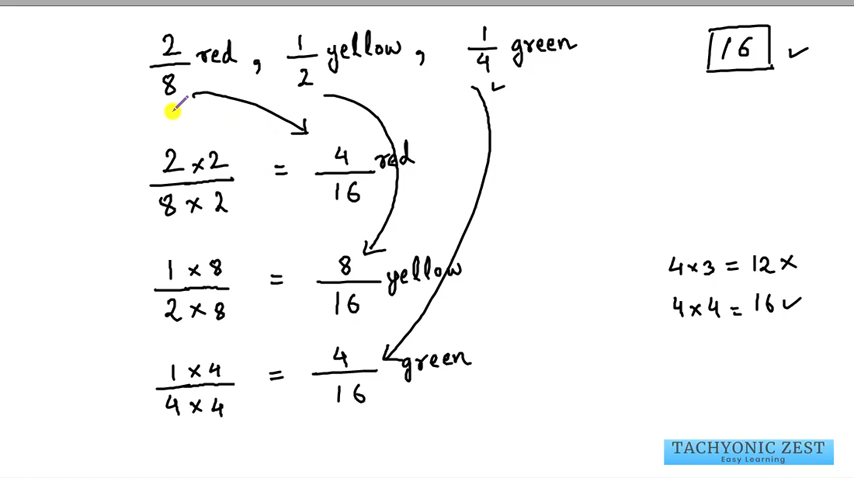 2/8 red, 1/2 yellow, 1/4 green
16 ✓
2 × 2 / 8 × 2 = 4/16 red
1 × 8 / 2 × 8 = 8/16 yellow
4 × 3 = 12 ×
4 × 4 = 16 ✓
1 × 4 / 4 × 4 = 4/16 green
TACHYONIC ZEST
Easy Learning